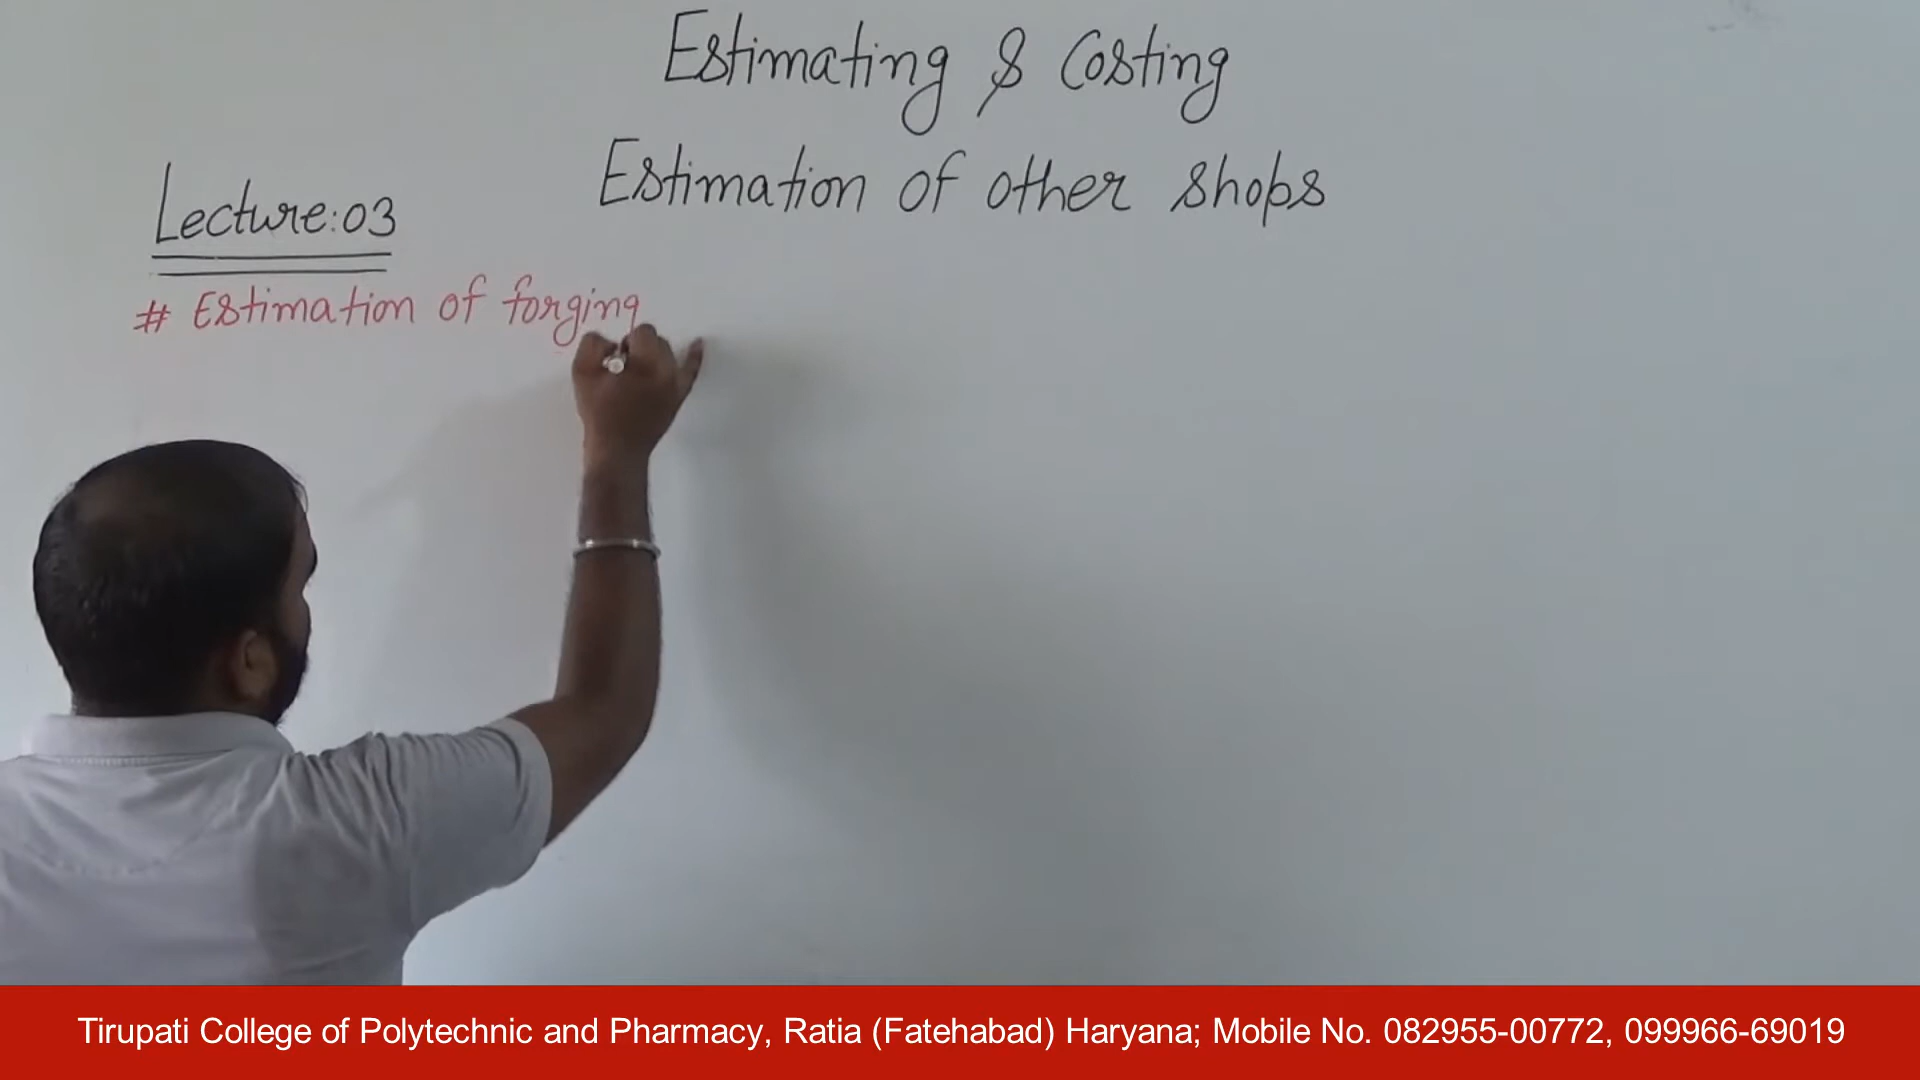 Estimating & Costing
Estimation of other shops
Lecture:03
# Estimation of forging
Tirupati College of Polytechnic and Pharmacy, Ratia (Fatehabad) Haryana; Mobile No. 082955-00772, 099966-69019